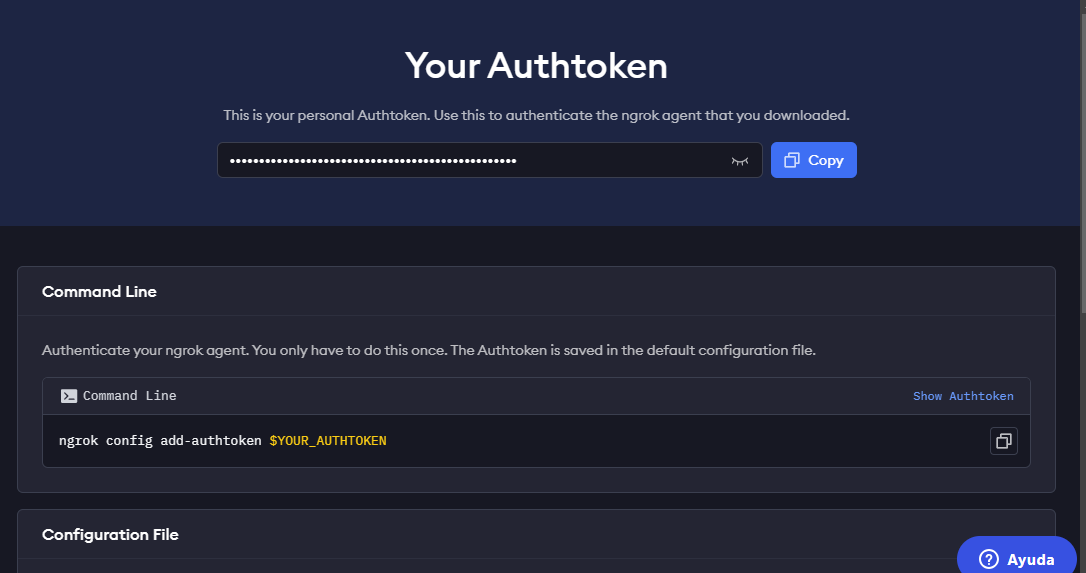 Your Authtoken
This is your personal Authtoken. Use this to authenticate the ngrok agent that you downloaded.
••••••••••••••••••••••••••••••••••••••••••••••••• Copy
Command Line
Authenticate your ngrok agent. You only have to do this once. The Authtoken is saved in the default configuration file.
Command Line Show Authtoken
ngrok config add-authtoken $YOUR_AUTHTOKEN
Configuration File
Ayuda